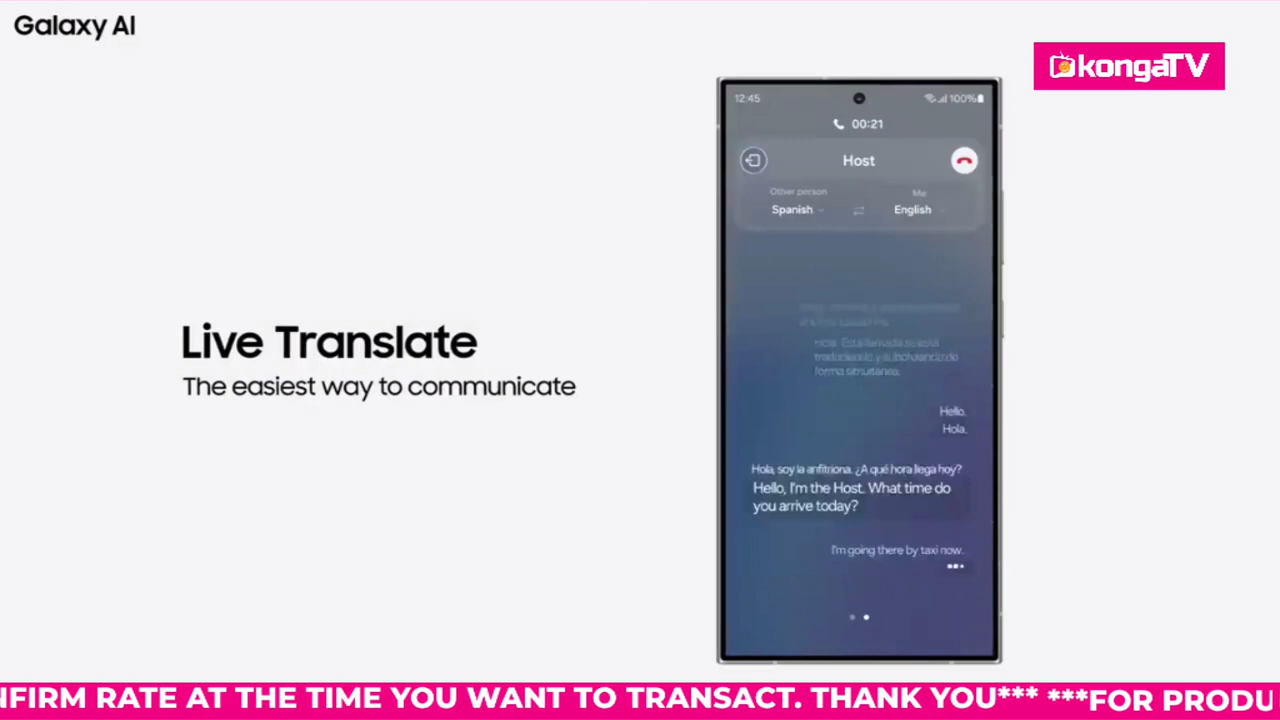 Galaxy AI
kongaTV
12:45
100%
00:21
Host
Other person
Me
Spanish
English
Live Translate
The easiest way to communicate
forma simultánea.
Hello.
Hola.
Hola, soy la anfitriona. ¿A qué hora llega hoy?
Hello, I'm the Host. What time do
you arrive today?
I'm going there by taxi now.
NFIRM RATE AT THE TIME YOU WANT TO TRANSACT. THANK YOU*** ***FOR PRODU